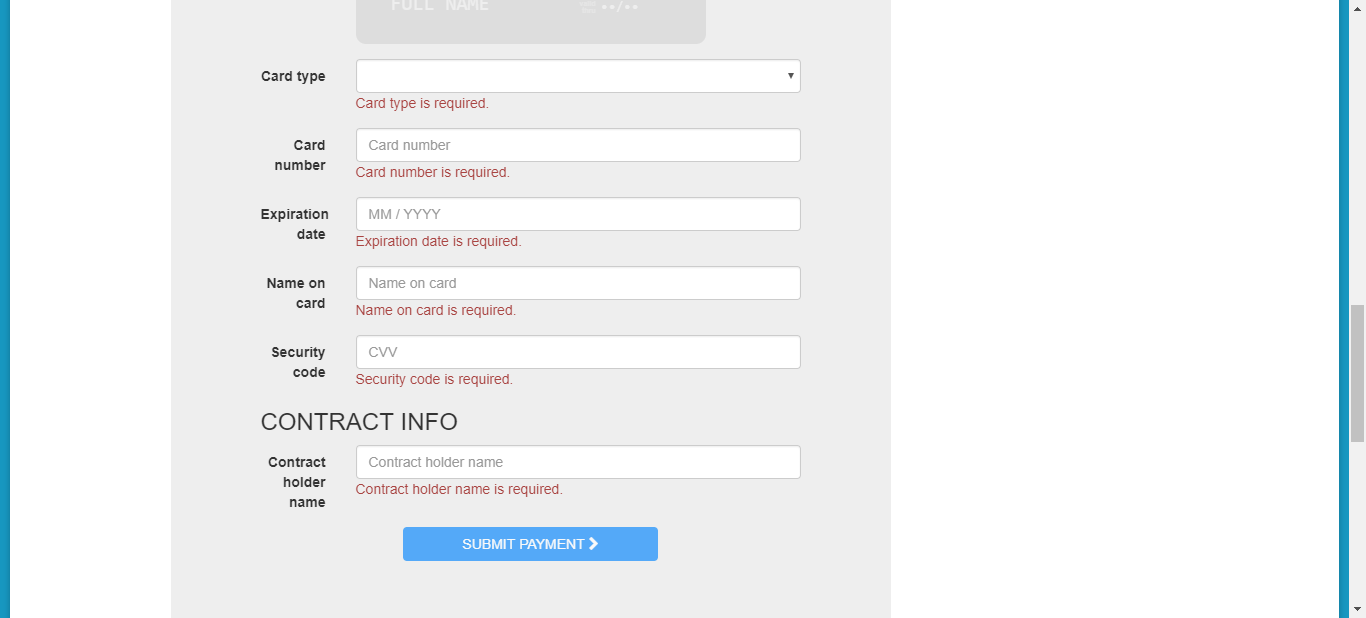 FULL NAME ••/••
Card type
Card type is required.
Card
number
Card number
Card number is required.
Expiration
date
MM / YYYY
Expiration date is required.
Name on
card
Name on card
Name on card is required.
Security
code
CVV
Security code is required.
CONTRACT INFO
Contract
holder
name
Contract holder name
Contract holder name is required.
SUBMIT PAYMENT